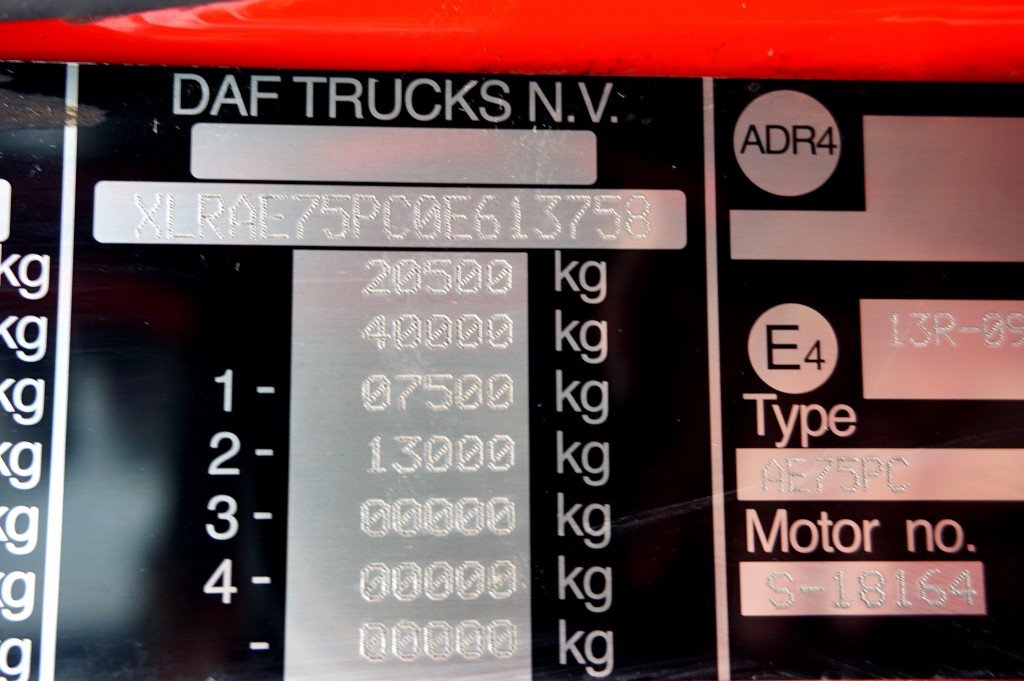 DAF TRUCKS N.V.
XLRAE75PC0E613758
kg 20500 kg
kg 40000 kg
kg 1- 07500 kg
kg 2- 13000 kg
kg 3- 00000 kg
kg 4- 00000 kg
kg - 00000 kg
ADR4
E4 13R-09
Type
AE75PC
Motor no.
S-18164